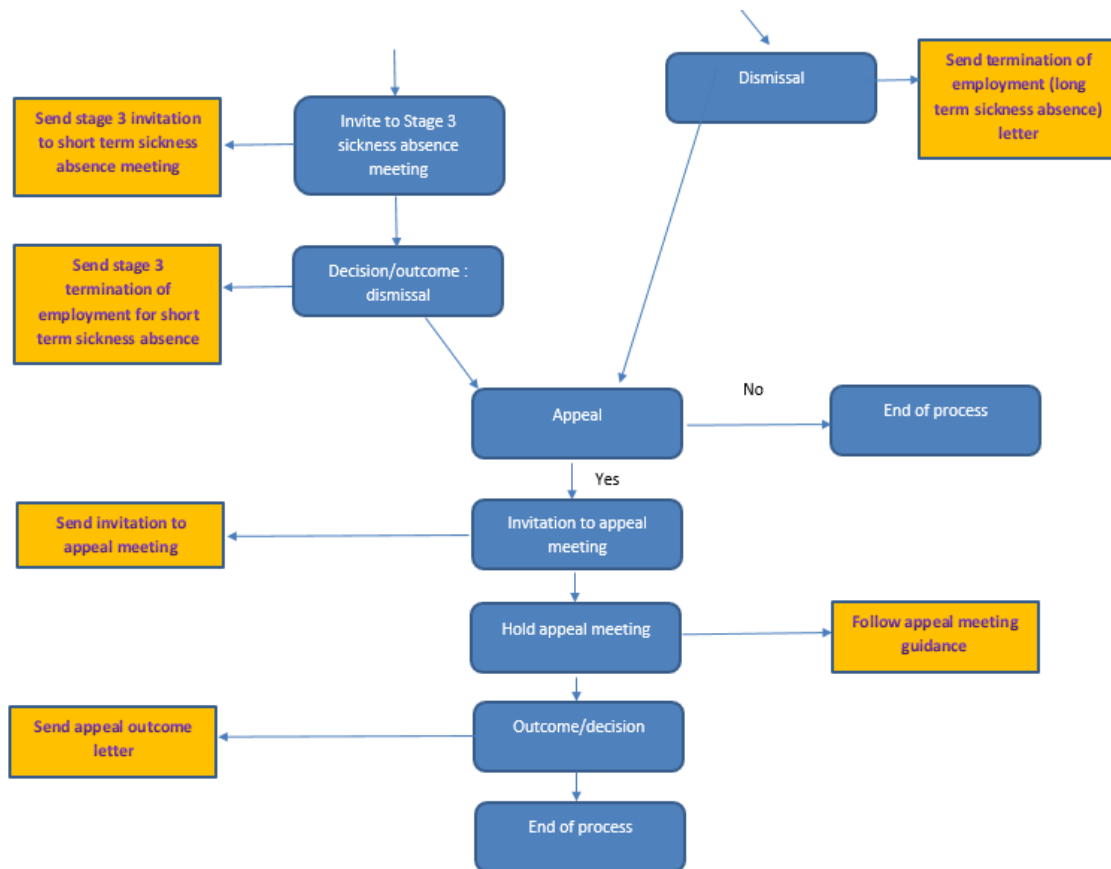 Dismissal
Send termination of
employment (long
term sickness absence)
letter
Send stage 3 invitation
to short term sickness
absence meeting
Invite to Stage 3
sickness absence
meeting
Send stage 3
termination of
employment for short
term sickness absence
Decision/outcome :
dismissal
Appeal
No
End of process
Yes
Send invitation to
appeal meeting
Invitation to appeal
meeting
Hold appeal meeting
Follow appeal meeting
guidance
Send appeal outcome
letter
Outcome/decision
End of process